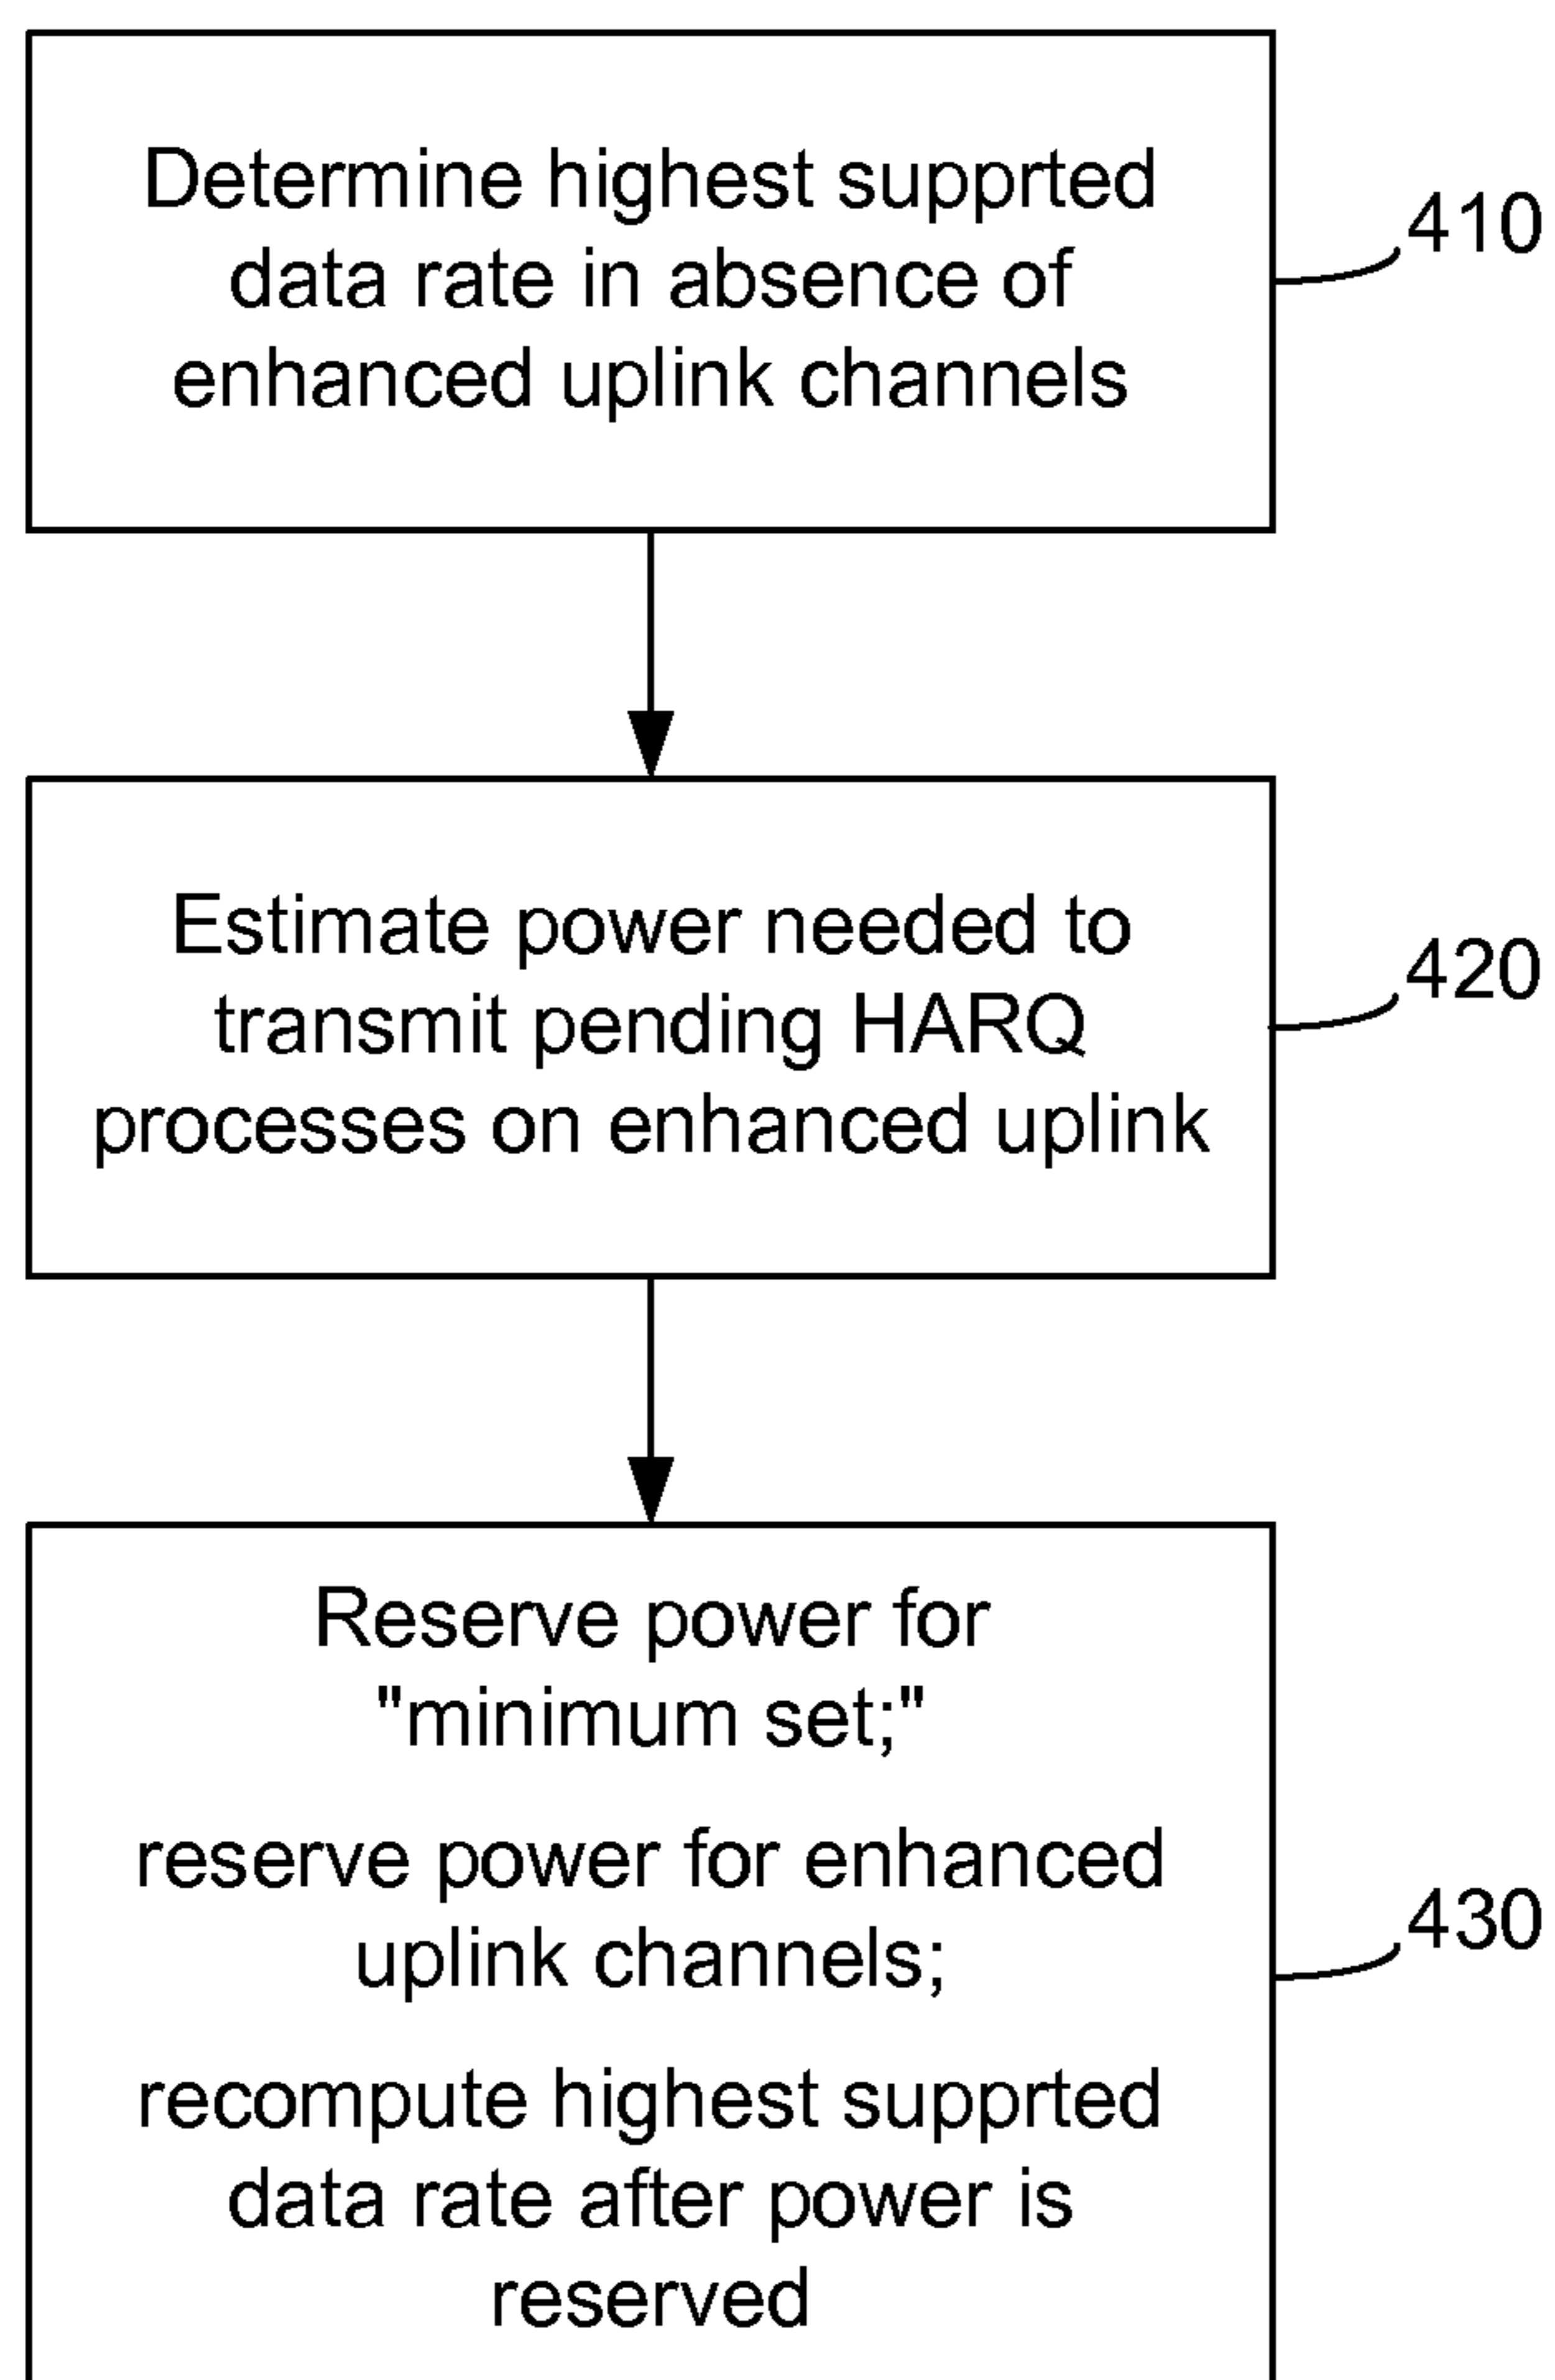 Determine highest supprted
data rate in absence of
enhanced uplink channels
410
Estimate power needed to
transmit pending HARQ
processes on enhanced uplink
420
Reserve power for
"minimum set;"
reserve power for enhanced
uplink channels;
recompute highest supprted
data rate after power is
reserved
430